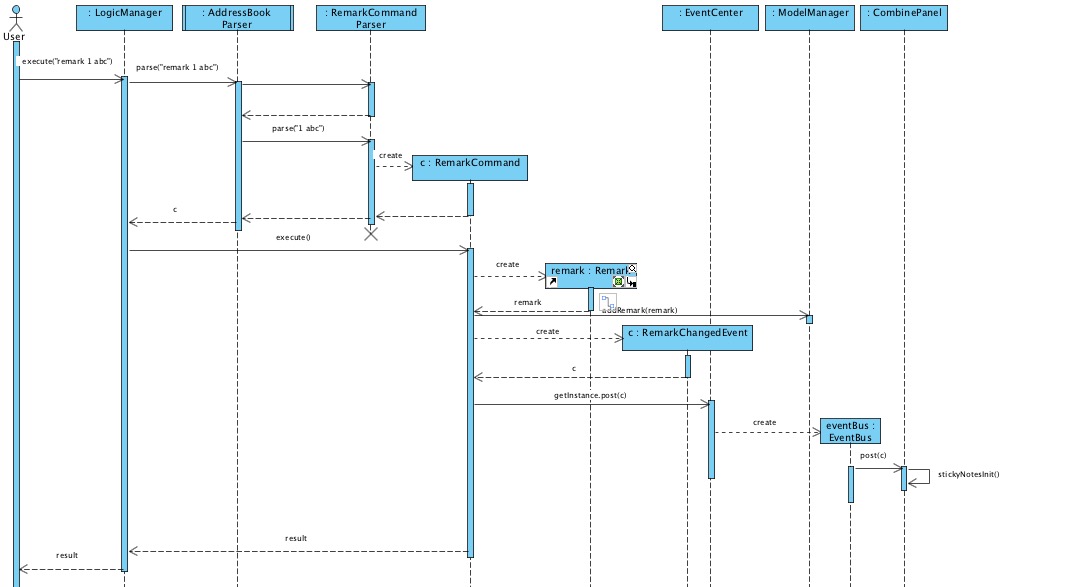 : LogicManager
: AddressBook
Parser
: RemarkCommand
Parser
: EventCenter
: ModelManager
: CombinePanel
User
execute("remark 1 abc")
parse("remark 1 abc")
parse("1 abc")
create
c : RemarkCommand
c
execute()
create
remark : Remark
remark
addRemark(remark)
create
c : RemarkChangedEvent
c
getInstance.post(c)
create
eventBus :
EventBus
post(c)
stickyNotesInit()
result
result